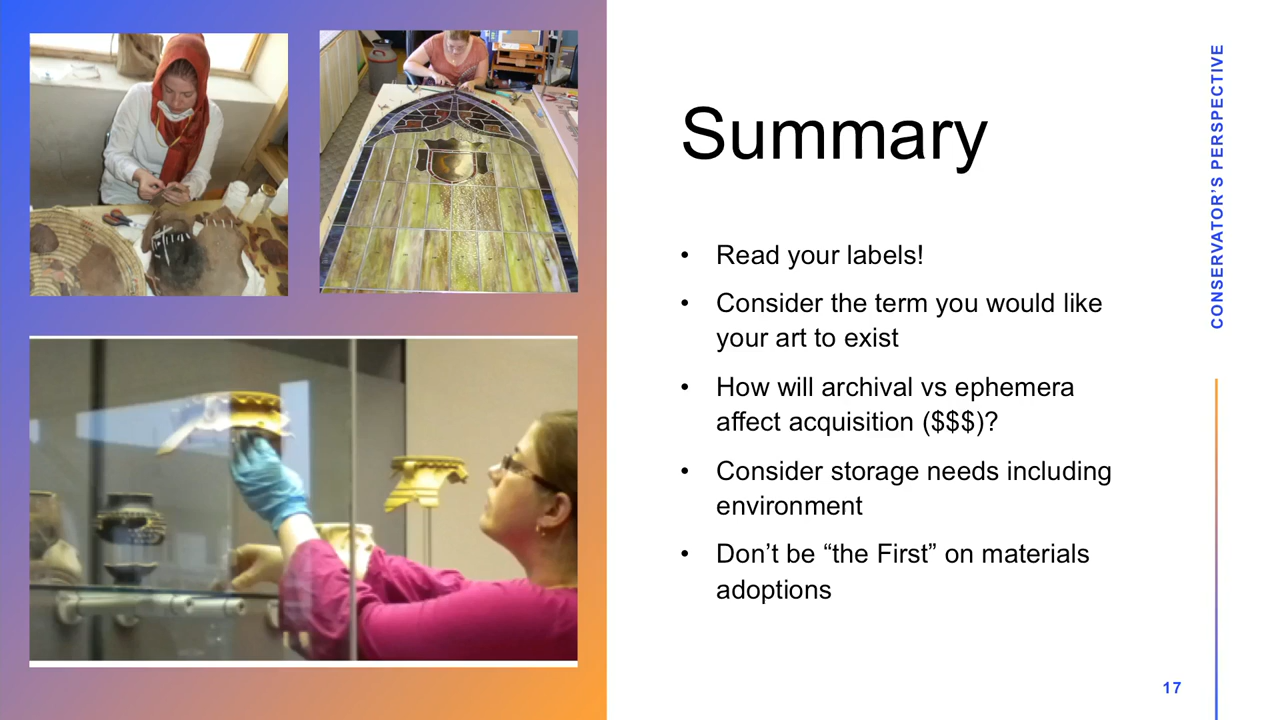 Summary
• Read your labels!
• Consider the term you would like
your art to exist
• How will archival vs ephemera
affect acquisition ($$$)?
• Consider storage needs including
environment
• Don’t be “the First” on materials
adoptions
CONSERVATOR’S PERSPECTIVE
17